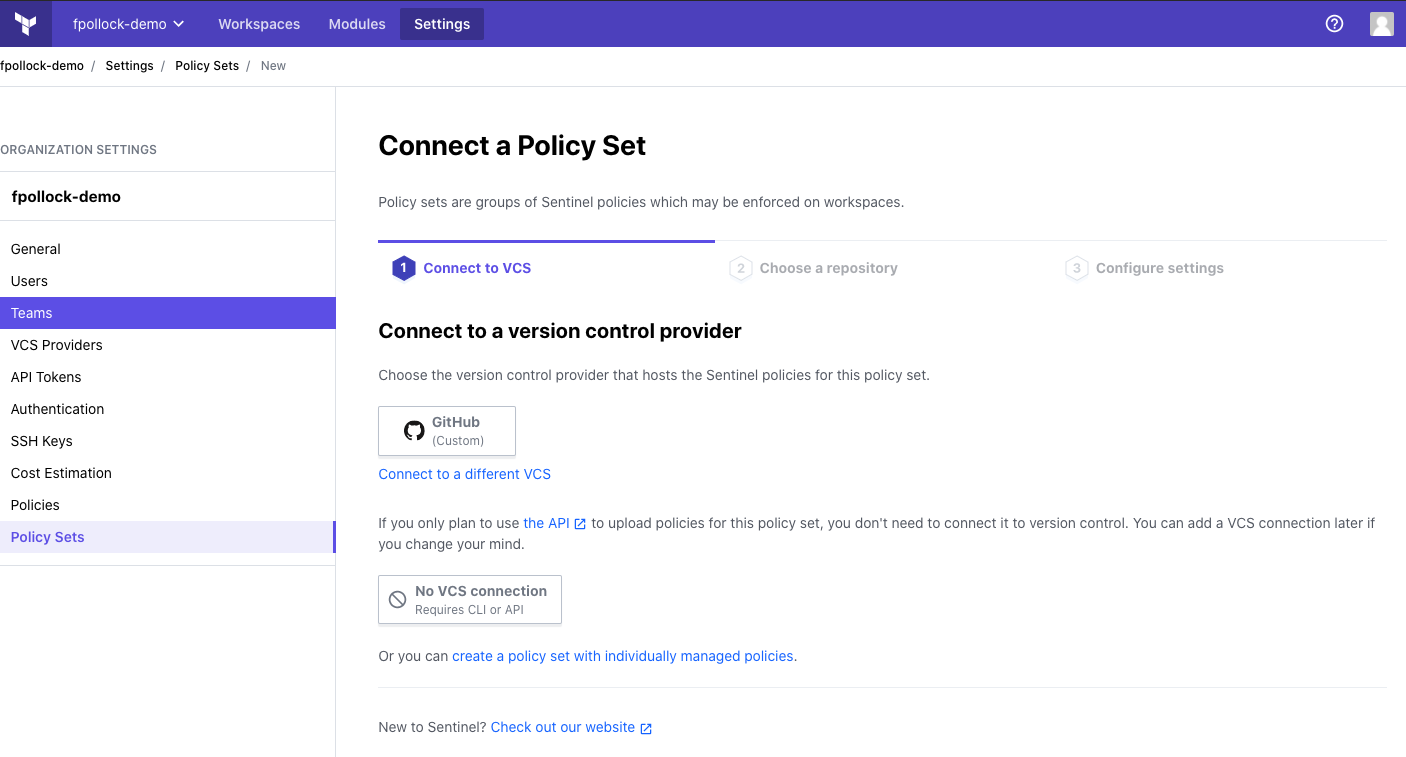 fpollock-demo Workspaces Modules Settings
fpollock-demo / Settings / Policy Sets / New
ORGANIZATION SETTINGS
fpollock-demo
General
Users
Teams
VCS Providers
API Tokens
Authentication
SSH Keys
Cost Estimation
Policies
Policy Sets
Connect a Policy Set
Policy sets are groups of Sentinel policies which may be enforced on workspaces.
1 Connect to VCS 2 Choose a repository 3 Configure settings
Connect to a version control provider
Choose the version control provider that hosts the Sentinel policies for this policy set.
GitHub
(Custom)
Connect to a different VCS
If you only plan to use the API to upload policies for this policy set, you don't need to connect it to version control. You can add a VCS connection later if
you change your mind.
No VCS connection
Requires CLI or API
Or you can create a policy set with individually managed policies.
New to Sentinel? Check out our website